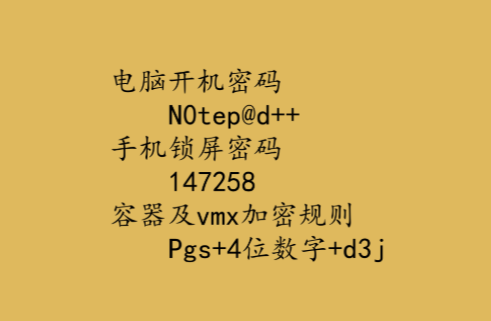 电脑开机密码
N0tep@d++
手机锁屏密码
147258
容器及vmx加密规则
Pgs+4位数字+d3j